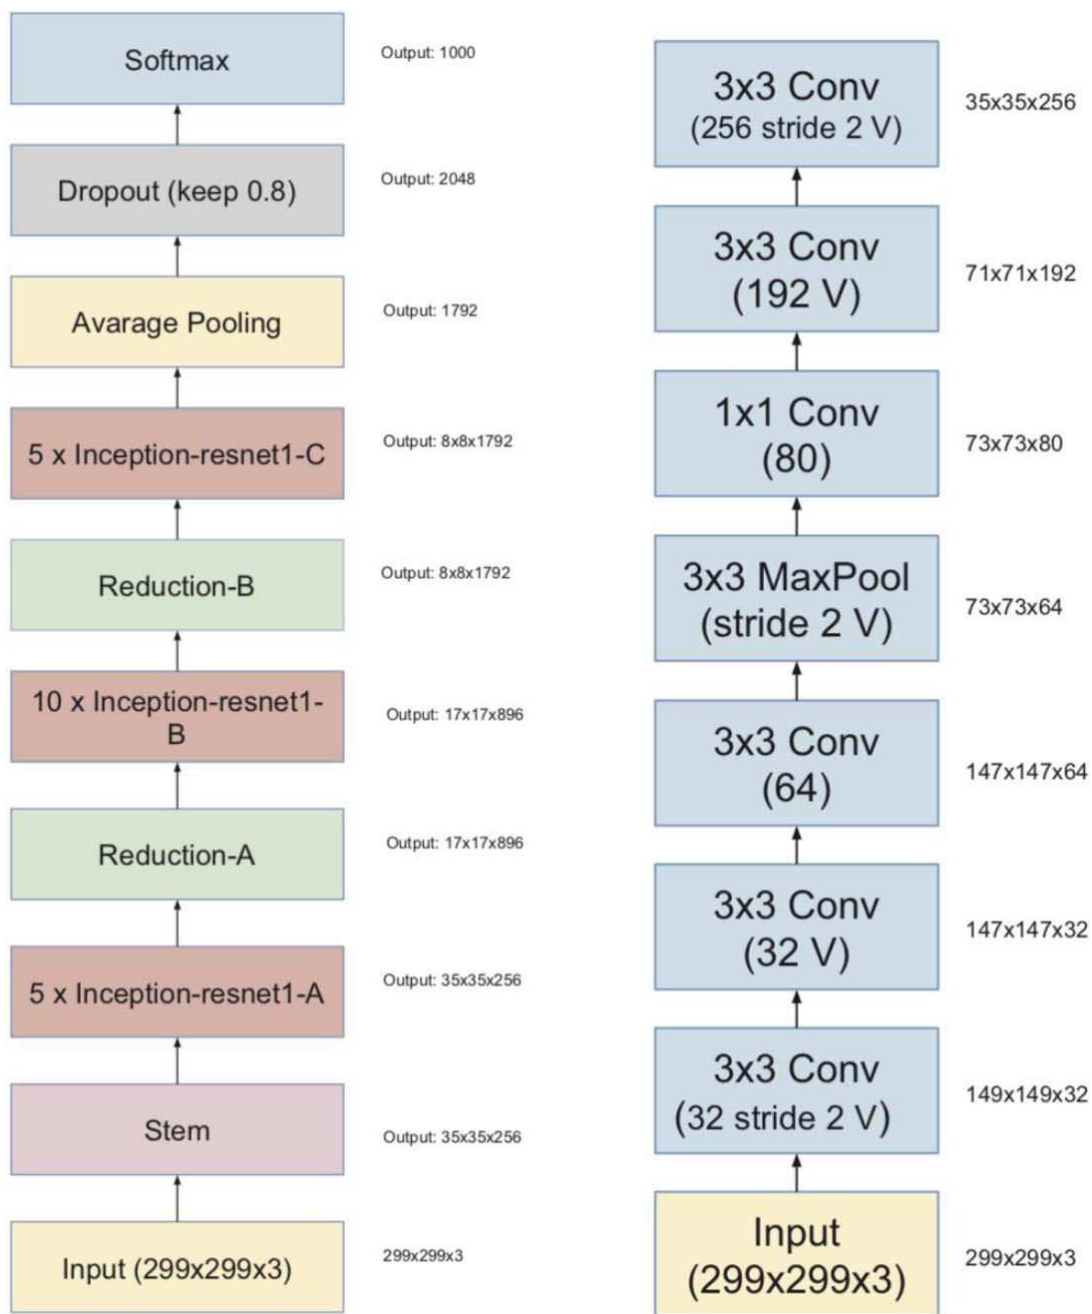 Softmax
Output: 1000
Dropout (keep 0.8)
Output: 2048
Avarage Pooling
Output: 1792
5 x Inception-resnet1-C
Output: 8x8x1792
Reduction-B
Output: 8x8x1792
10 x Inception-resnet1-
B
Output: 17x17x896
Reduction-A
Output: 17x17x896
5 x Inception-resnet1-A
Output: 35x35x256
Stem
Output: 35x35x256
Input (299x299x3)
299x299x3
3x3 Conv
(256 stride 2 V)
35x35x256
3x3 Conv
(192 V)
71x71x192
1x1 Conv
(80)
73x73x80
3x3 MaxPool
(stride 2 V)
73x73x64
3x3 Conv
(64)
147x147x64
3x3 Conv
(32 V)
147x147x32
3x3 Conv
(32 stride 2 V)
149x149x32
Input
(299x299x3)
299x299x3